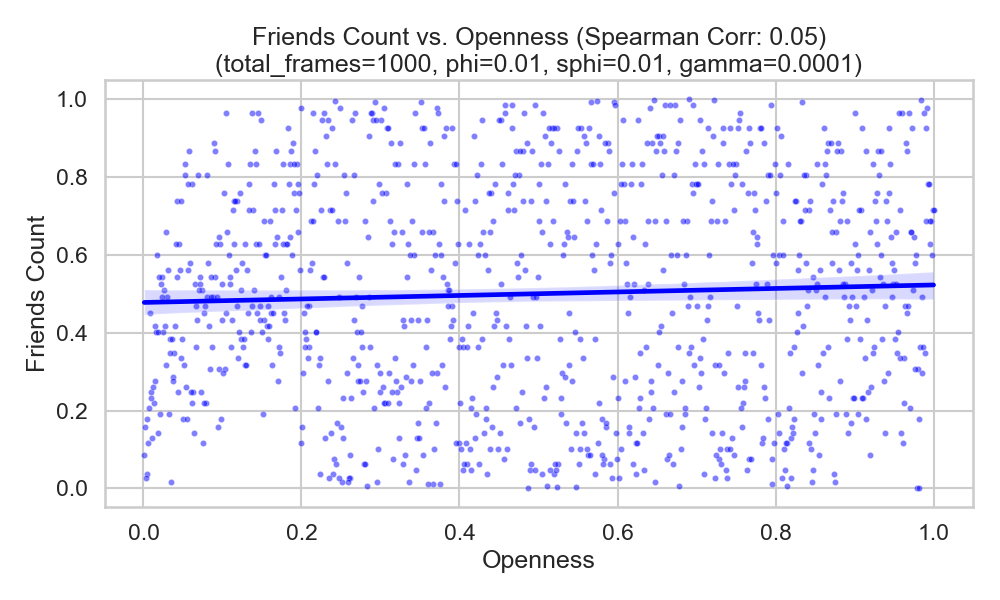 Friends Count vs. Openness (Spearman Corr: 0.05)
(total_frames=1000, phi=0.01, sphi=0.01, gamma=0.0001)
1.0
0.8
0.6
0.4
0.2
0.0
Friends Count
0.0 0.2 0.4 0.6 0.8 1.0
Openness